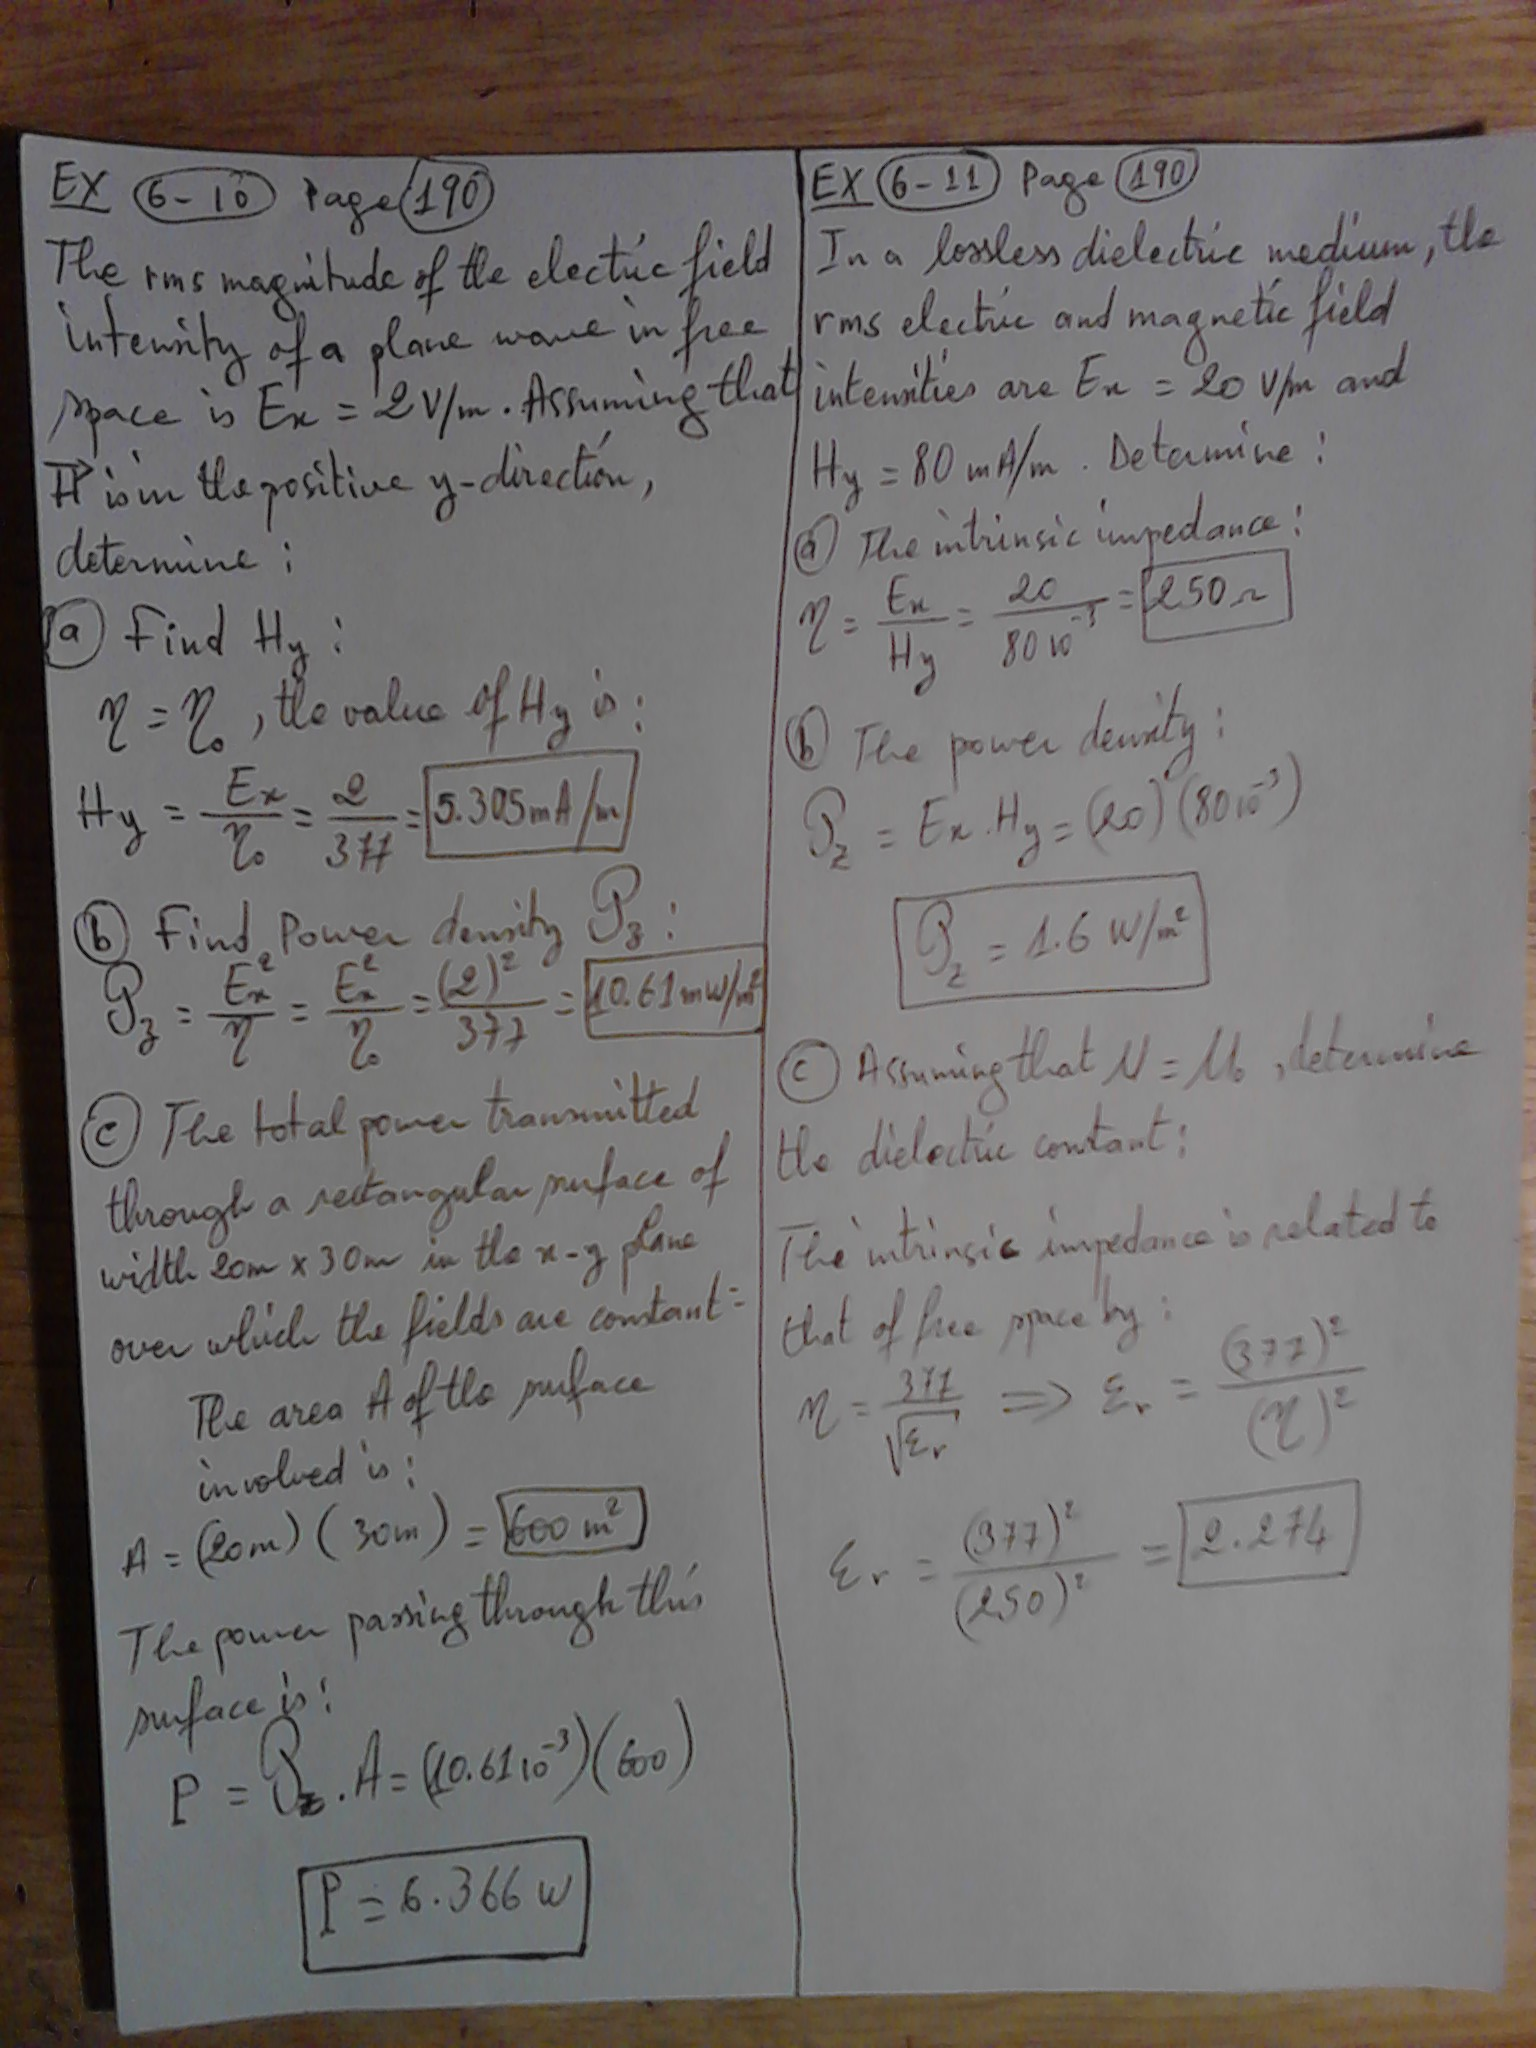 EX 6-10 Page 190
The rms magnitude of the electric field
intensity of a plane wave in free
space is Ex = 2 V/m. Assuming that
H is in the positive y-direction,
determine:
(a) Find Hy:
η = η₀, the value of Hy is:
Hy = Ex/η₀ = 2/377 = 5.305 mA/m
(b) Find Power density Pz:
Pz = Ex²/η = Ex²/η₀ = (2)²/377 = 10.61 mW/m²
(c) The total power transmitted
through a rectangular surface of
width 20m x 30m in the x-y plane
over which the fields are constant:
The area A of the surface
involved is:
A = (20m)(30m) = 600 m²
The power passing through this
surface is:
P = Pz . A = (10.61 10⁻³)(600)
P = 6.366 W
EX 6-11 Page 190
In a lossless dielectric medium, the
rms electric and magnetic field
intensities are Ex = 20 V/m and
Hy = 80 mA/m. Determine:
(a) The intrinsic impedance:
η = Ex/Hy = 20/80 10⁻³ = 250 Ω
(b) The power density:
Pz = Ex . Hy = (20)(80 10⁻³)
Pz = 1.6 W/m²
(c) Assuming that μ = μ₀, determine
the dielectric constant:
The intrinsic impedance is related to
that of free space by:
η = 377/√εr ⇒ εr = (377)²/(η)²
εr = (377)²/(250)² = 2.274